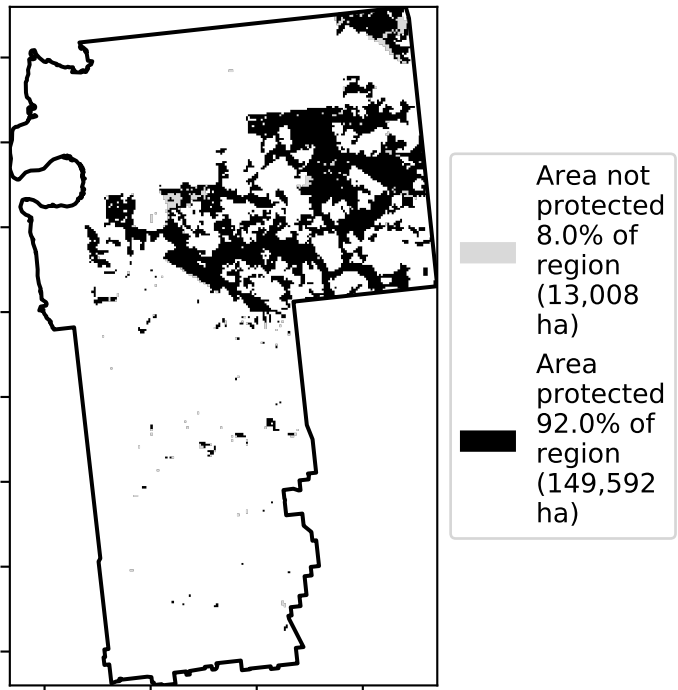 Area not
protected
8.0% of
region
(13,008
ha)
Area
protected
92.0% of
region
(149,592
ha)